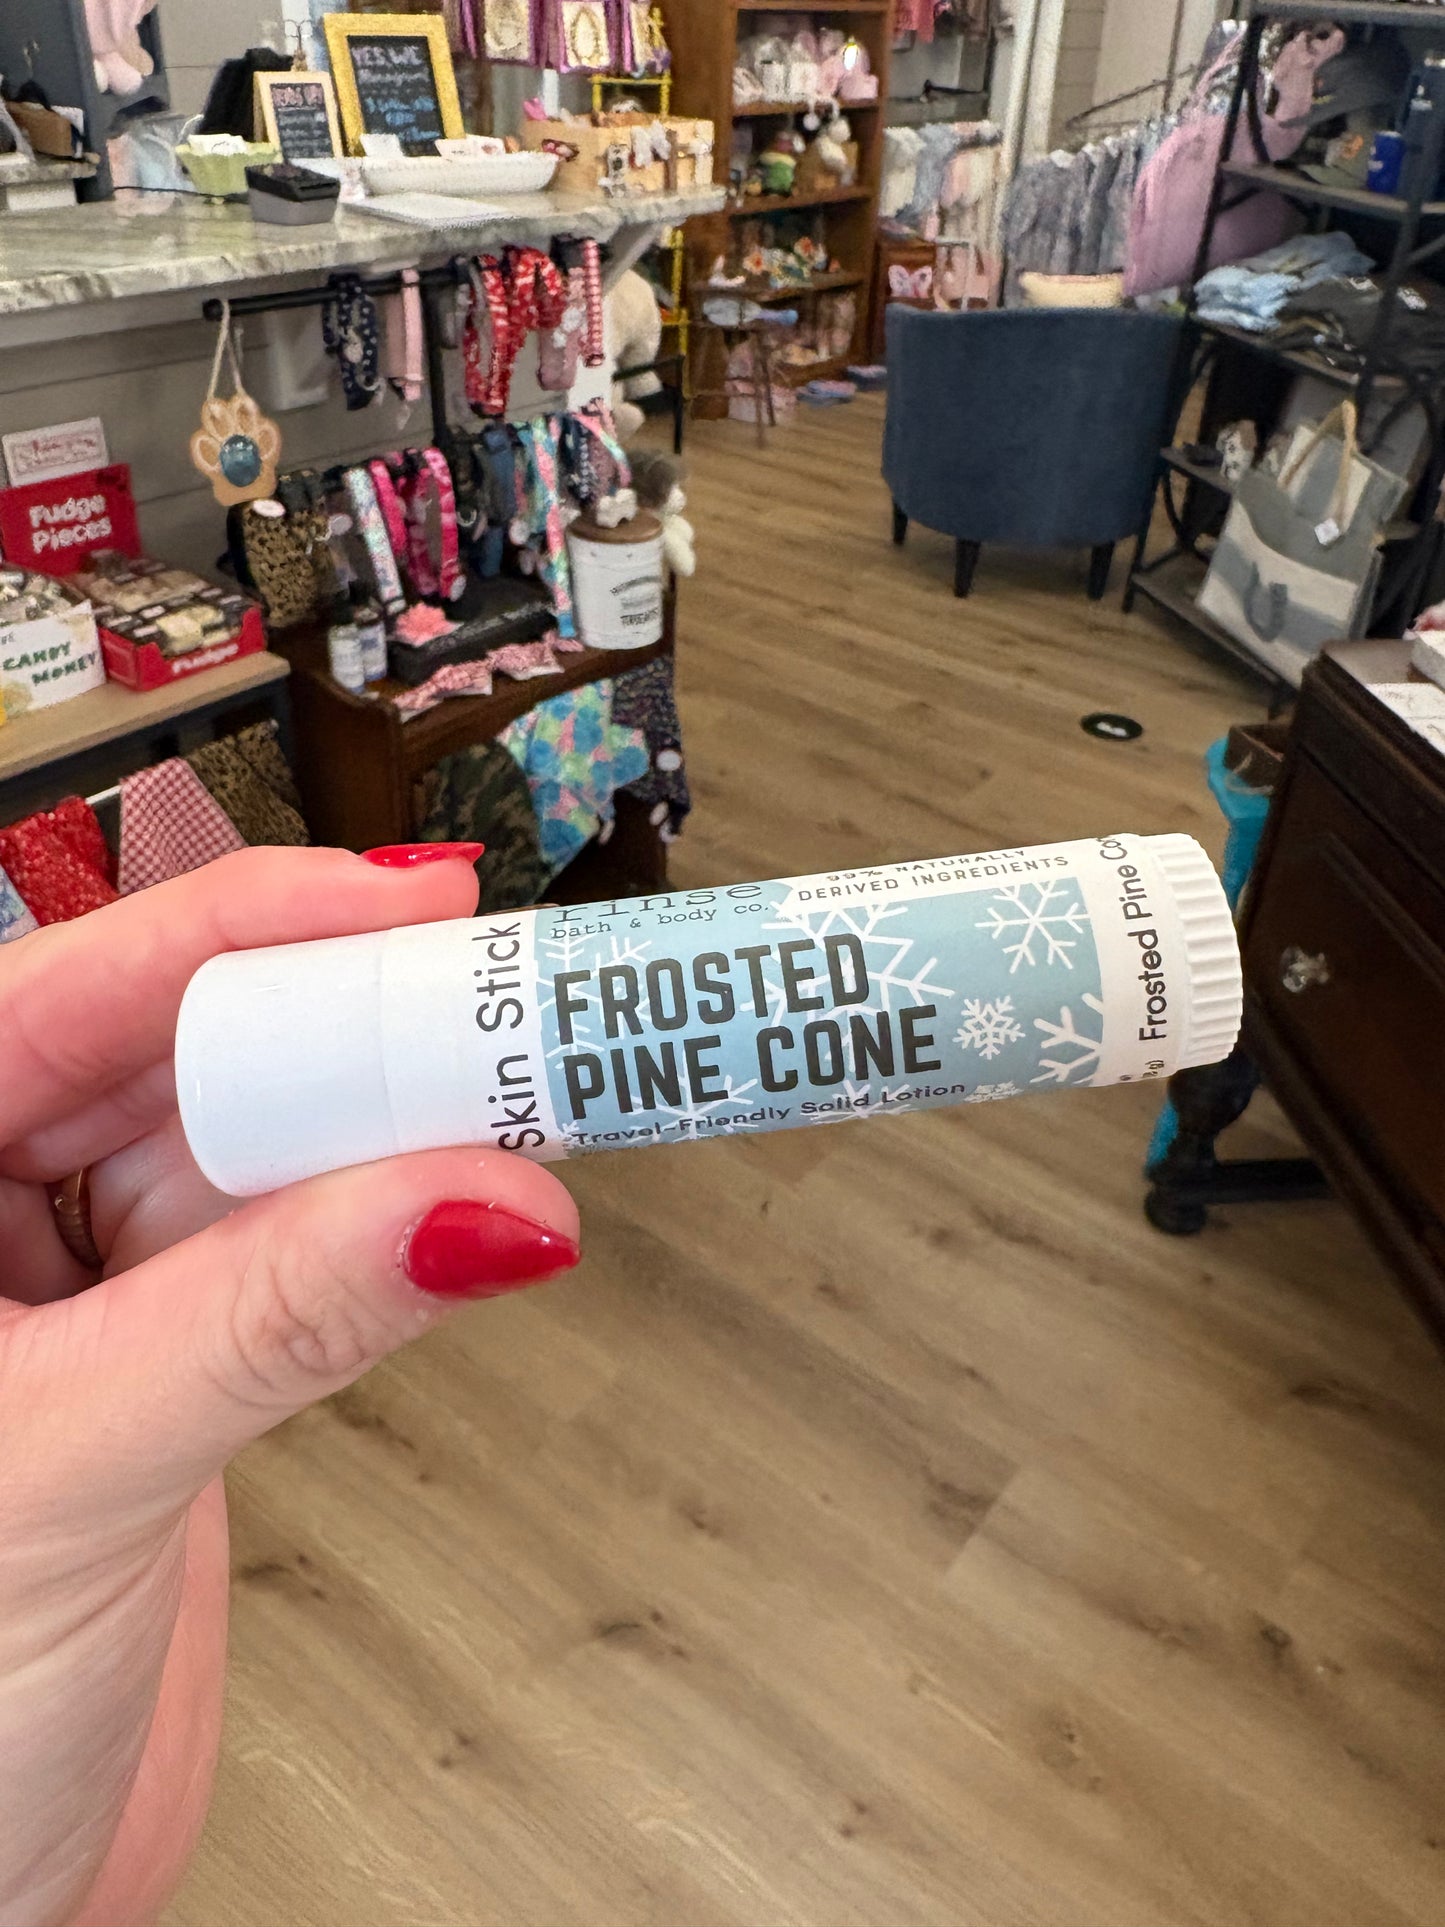 YES WE
Fudge
Pieces
CANDY
MONEY
Fudge
Skin Stick
rinse
bath & body co.
99% NATURALLY
DERIVED INGREDIENTS
FROSTED
PINE CONE
Travel-Friendly Solid Lotion
Frosted Pine Co